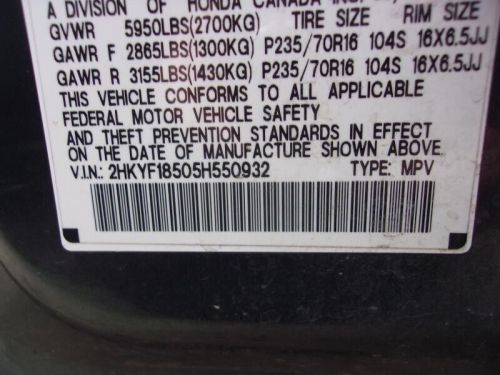 A DIVISION OF HONDA CANADA
GVWR 5950LBS(2700KG) TIRE SIZE RIM SIZE
GAWR F 2865LBS(1300KG) P235/70R16 104S 16X6.5JJ
GAWR R 3155LBS(1430KG) P235/70R16 104S 16X6.5JJ
THIS VEHICLE CONFORMS TO ALL APPLICABLE
FEDERAL MOTOR VEHICLE SAFETY
AND THEFT PREVENTION STANDARDS IN EFFECT
ON THE DATE OF MANUFACTURE SHOWN ABOVE.
V.I.N.: 2HKYF18505H550932 TYPE: MPV